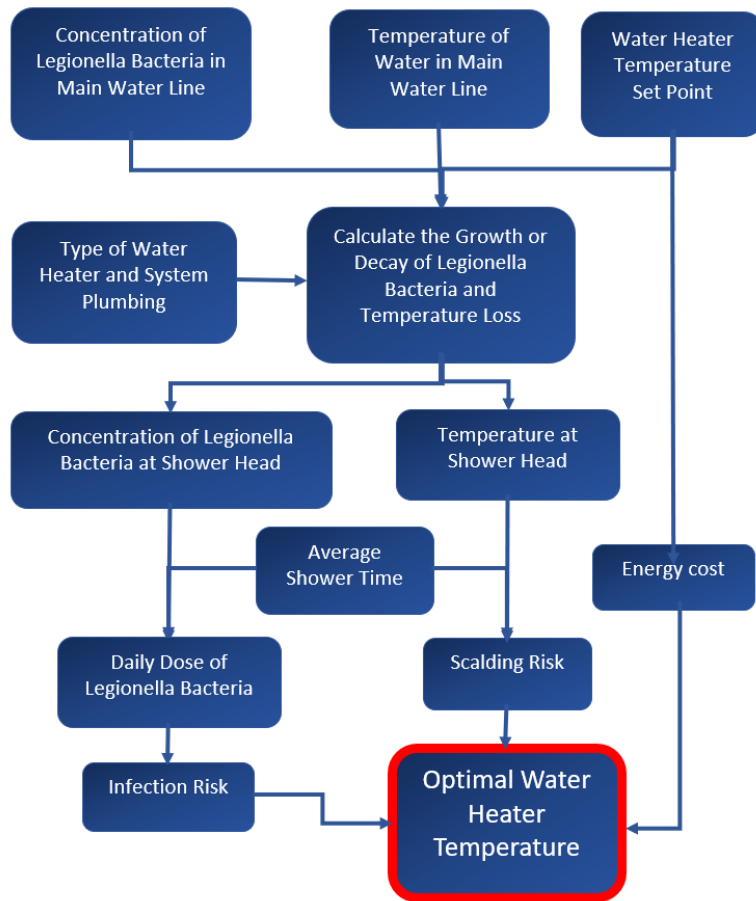 Concentration of
Legionella Bacteria in
Main Water Line
Temperature of
Water in Main
Water Line
Water Heater
Temperature
Set Point
Type of Water
Heater and System
Plumbing
Calculate the Growth or
Decay of Legionella
Bacteria and
Temperature Loss
Concentration of Legionella
Bacteria at Shower Head
Temperature at
Shower Head
Average
Shower Time
Energy cost
Daily Dose of
Legionella Bacteria
Scalding Risk
Infection Risk
Optimal Water
Heater
Temperature